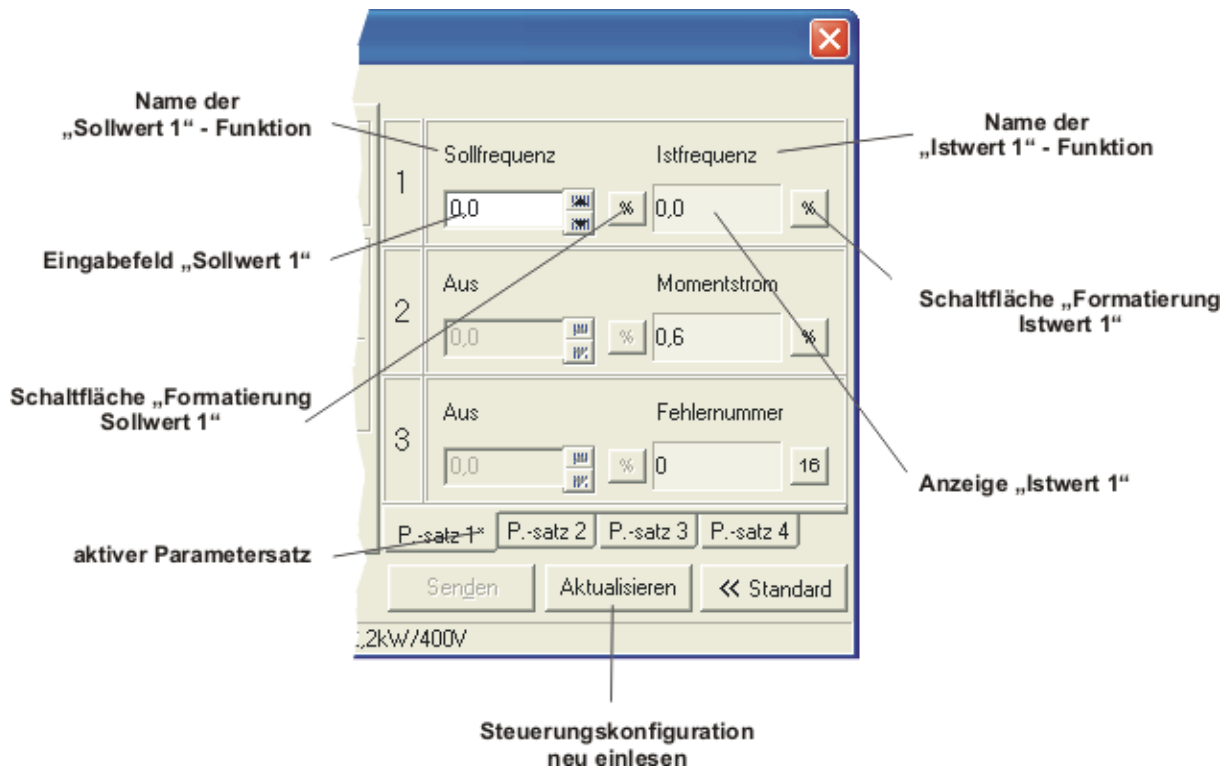 Name der
„Sollwert 1“ - Funktion
Name der
„Istwert 1“ - Funktion
1
Sollfrequenz
Istfrequenz
0,0
%
0,0
%
Eingabefeld „Sollwert 1“
2
Aus
Momentstrom
0,0
%
0,6
%
Schaltfläche „Formatierung
Istwert 1“
Schaltfläche „Formatierung
Sollwert 1“
3
Aus
Fehlernummer
0,0
%
0
16
Anzeige „Istwert 1“
aktiver Parametersatz
P.-satz 1* P.-satz 2 P.-satz 3 P.-satz 4
Senden Aktualisieren << Standard
,2kW/400V
Steuerungskonfiguration
neu einlesen